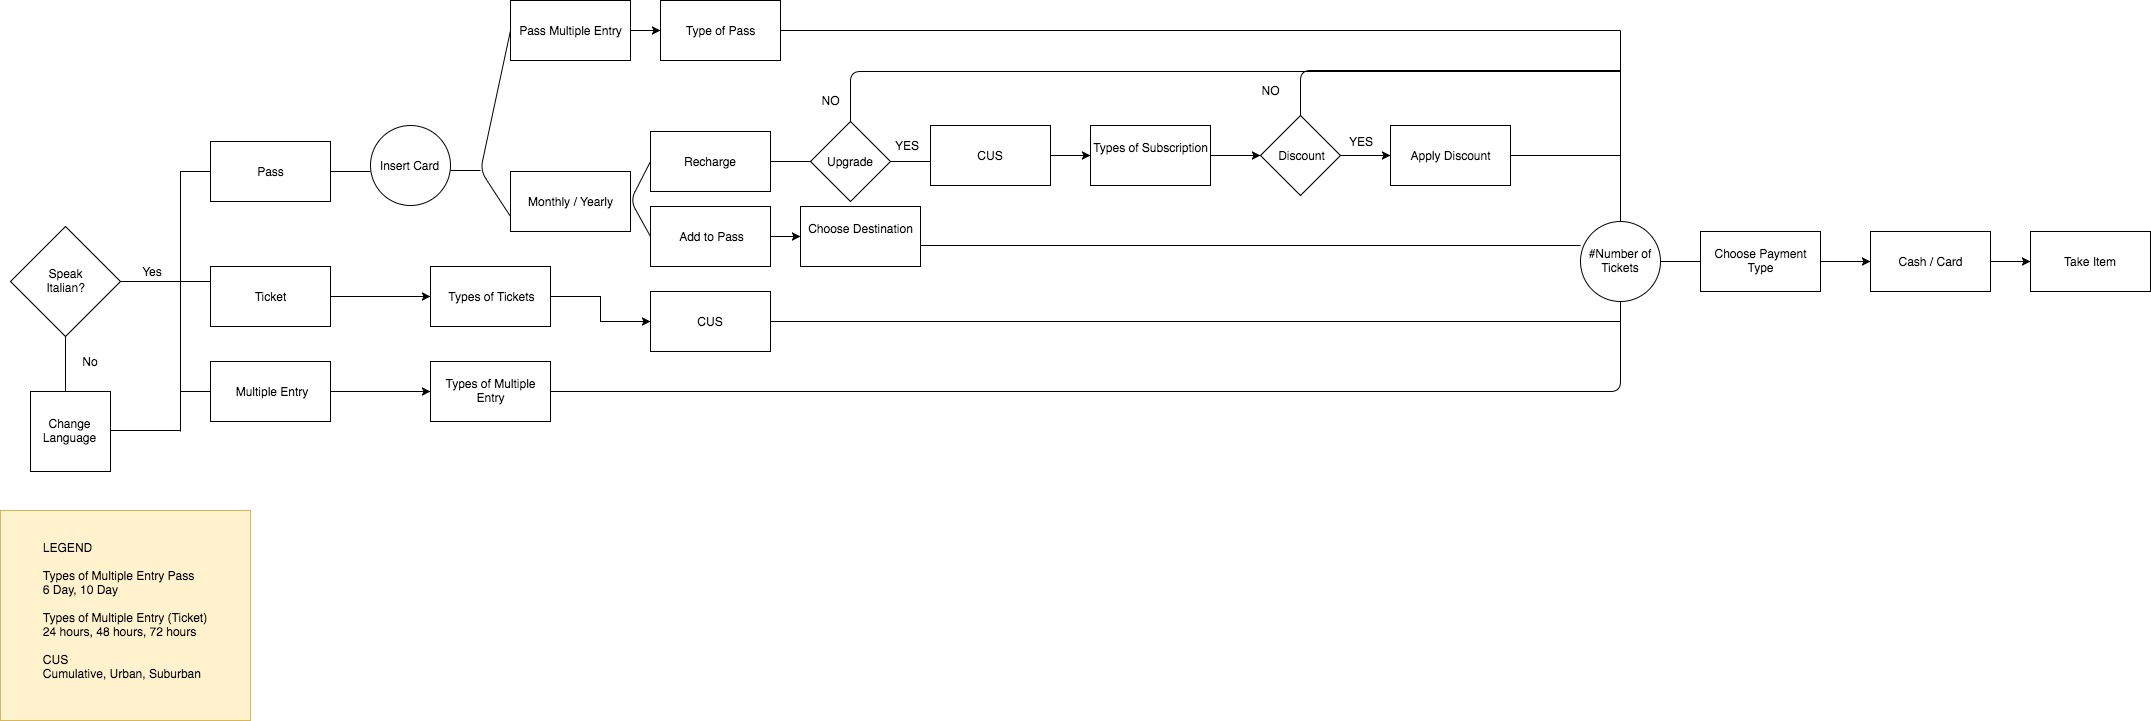 Pass Multiple Entry
Type of Pass
NO
NO
Pass
Insert Card
Recharge
Upgrade
YES
CUS
Types of Subscription
Discount
YES
Apply Discount
Monthly / Yearly
Add to Pass
Choose Destination
Speak
Italian?
Yes
No
Change
Language
Ticket
Types of Tickets
CUS
Multiple Entry
Types of Multiple
Entry
#Number of
Tickets
Choose Payment
Type
Cash / Card
Take Item
LEGEND
Types of Multiple Entry Pass
6 Day, 10 Day
Types of Multiple Entry (Ticket)
24 hours, 48 hours, 72 hours
CUS
Cumulative, Urban, Suburban